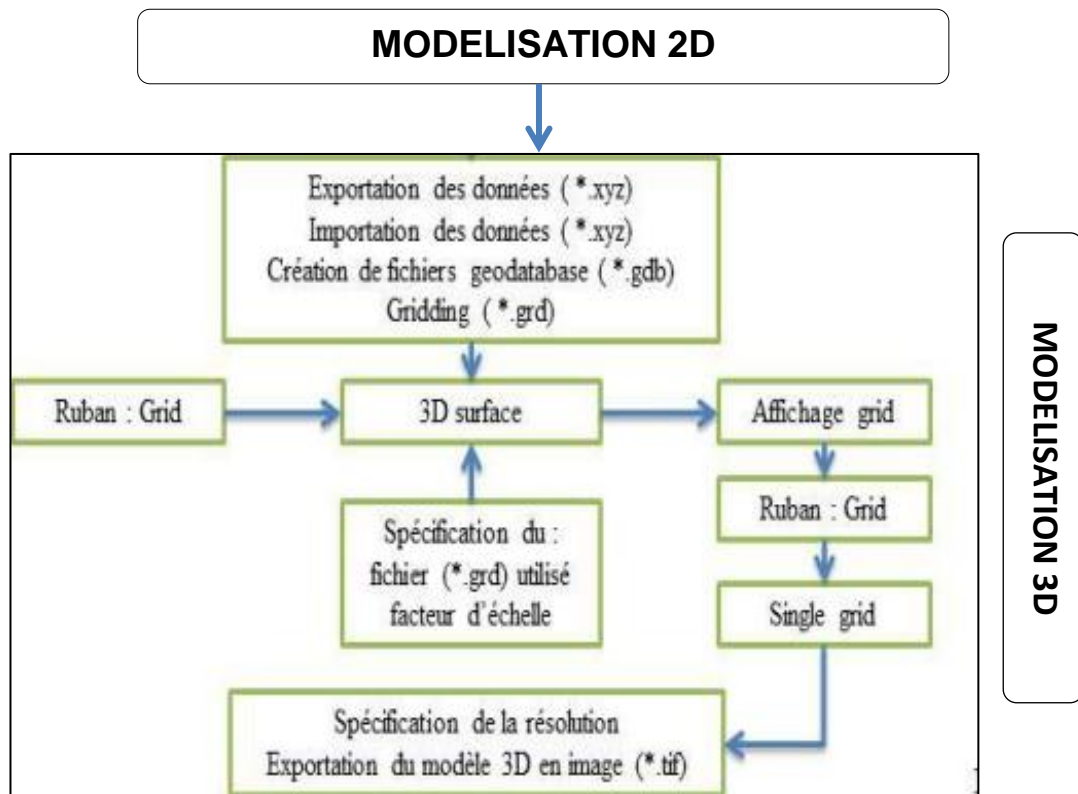 MODELISATION 2D
Exportation des données ( *.xyz)
Importation des données ( *.xyz)
Création de fichiers geodatabase ( *.gdb)
Gridding ( *.grd)
Ruban : Grid
3D surface
Affichage grid
Spécification du :
fichier (*.grd) utilisé
facteur d'échelle
Ruban : Grid
Single grid
Spécification de la résolution
Exportation du modèle 3D en image (*.tif)
MODELISATION 3D